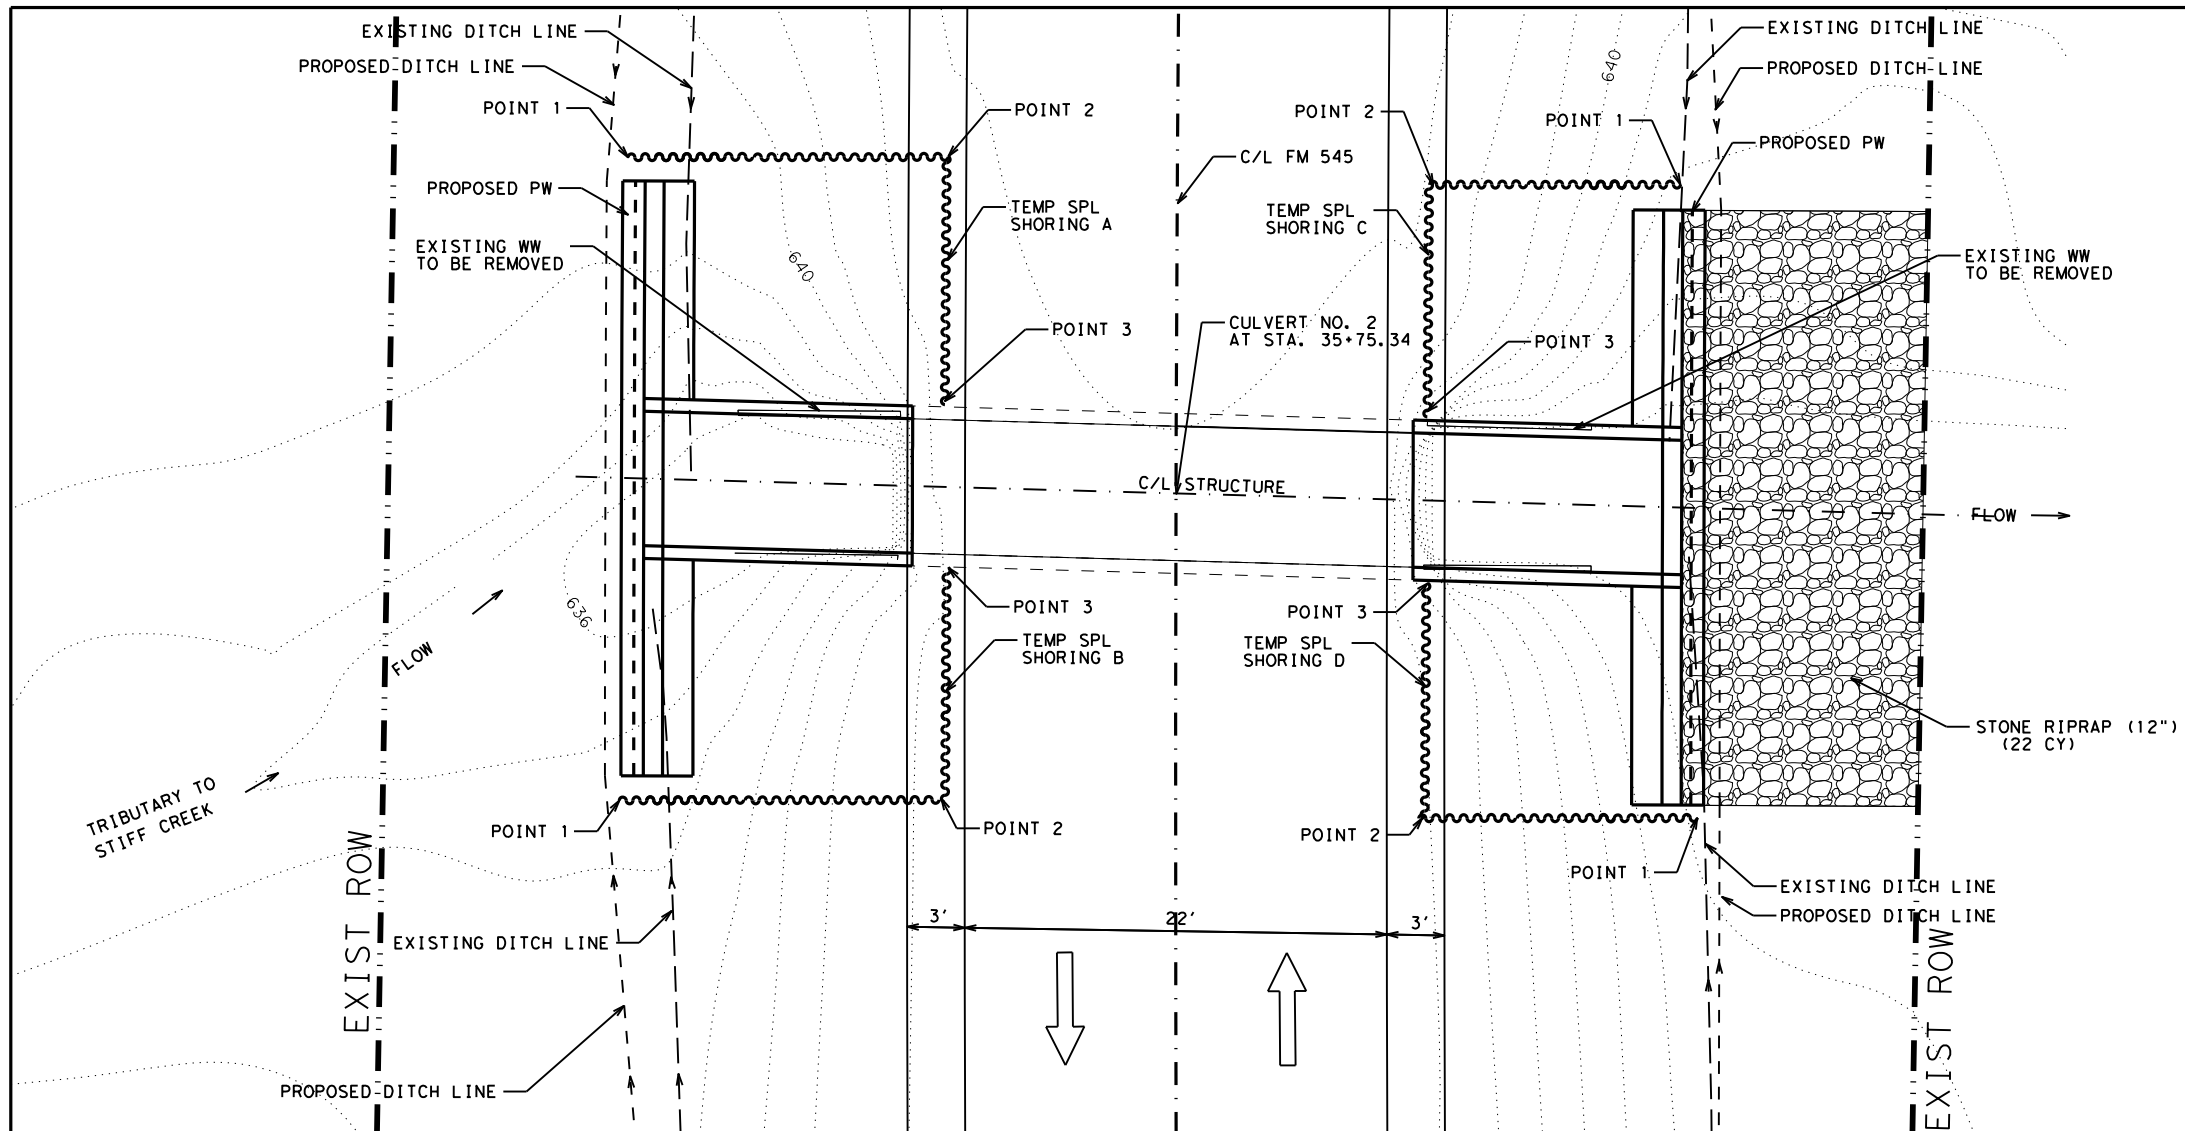 EXISTING DITCH LINE
PROPOSED DITCH LINE
POINT 1
POINT 2
POINT 2
POINT 1
640
EXISTING DITCH LINE
PROPOSED DITCH LINE
PROPOSED PW
C/L FM 545
PROPOSED PW
TEMP SPL
SHORING A
TEMP SPL
SHORING C
EXISTING WW
TO BE REMOVED
640
EXISTING WW
TO BE REMOVED
POINT 3
CULVERT NO. 2
AT STA. 35+75.34
POINT 3
C/L STRUCTURE
FLOW
636
FLOW
POINT 3
TEMP SPL
SHORING B
POINT 3
TEMP SPL
SHORING D
STONE RIPRAP (12")
(22 CY)
TRIBUTARY TO
STIFF CREEK
POINT 1
POINT 2
POINT 2
POINT 1
EXISTING DITCH LINE
PROPOSED DITCH LINE
EXIST ROW
3'
22'
3'
EXISTING DITCH LINE
EXIST ROW
PROPOSED DITCH LINE